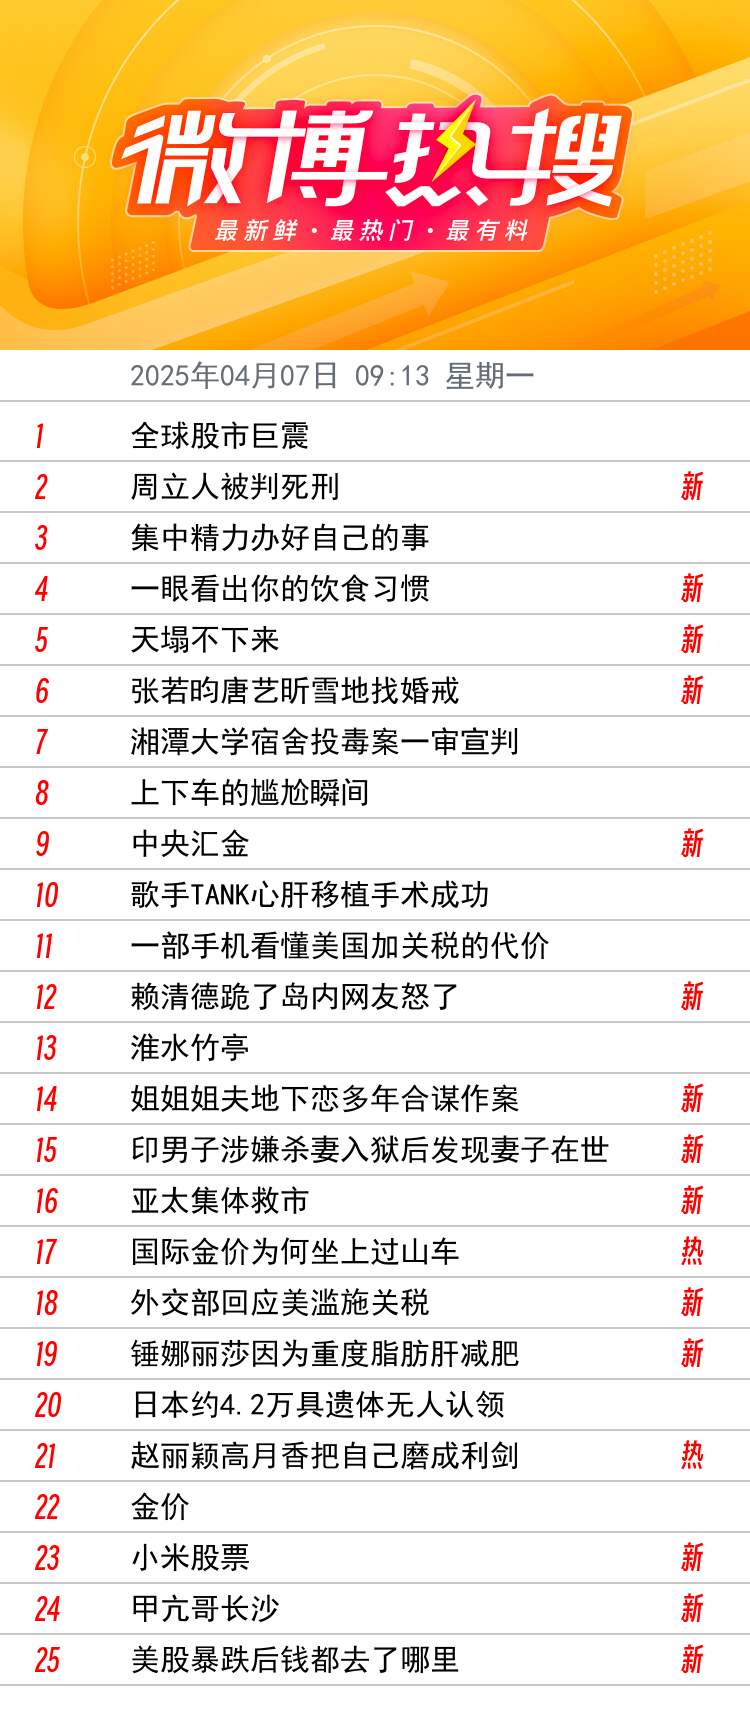 微博热搜
最新鲜·最热门·最有料
2025年04月07日 09:13 星期一
1 全球股市巨震
2 周立人被判死刑 新
3 集中精力办好自己的事
4 一眼看出你的饮食习惯 新
5 天塌不下来 新
6 张若昀唐艺昕雪地找婚戒 新
7 湘潭大学宿舍投毒案一审宣判
8 上下车的尴尬瞬间
9 中央汇金 新
10 歌手TANK心肝移植手术成功
11 一部手机看懂美国加关税的代价
12 赖清德跪了岛内网友怒了 新
13 淮水竹亭
14 姐姐姐夫地下恋多年合谋作案 新
15 印男子涉嫌杀妻入狱后发现妻子在世 新
16 亚太集体救市 新
17 国际金价为何坐上过山车 热
18 外交部回应美滥施关税 新
19 锤娜丽莎因为重度脂肪肝减肥 新
20 日本约4.2万具遗体无人认领
21 赵丽颖高月香把自己磨成利剑 热
22 金价
23 小米股票 新
24 甲亢哥长沙 新
25 美股暴跌后钱都去了哪里 新